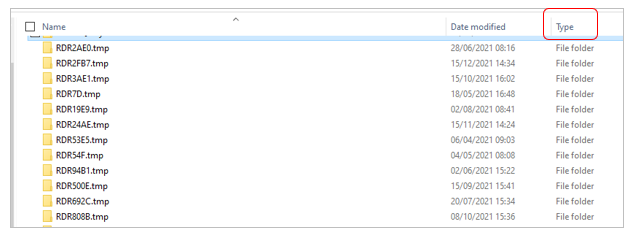 Name Date modified Type
RDR2AE0.tmp 28/06/2021 08:16 File folder
RDR2FB7.tmp 15/12/2021 14:34 File folder
RDR3AE1.tmp 15/10/2021 16:02 File folder
RDR7D.tmp 18/05/2021 16:48 File folder
RDR19E9.tmp 02/08/2021 08:41 File folder
RDR24AE.tmp 15/11/2021 14:24 File folder
RDR53E5.tmp 06/04/2021 09:03 File folder
RDR54F.tmp 04/05/2021 08:08 File folder
RDR94B1.tmp 02/06/2021 15:22 File folder
RDR500E.tmp 15/09/2021 15:41 File folder
RDR692C.tmp 20/07/2021 15:34 File folder
RDR808B.tmp 08/10/2021 15:36 File folder